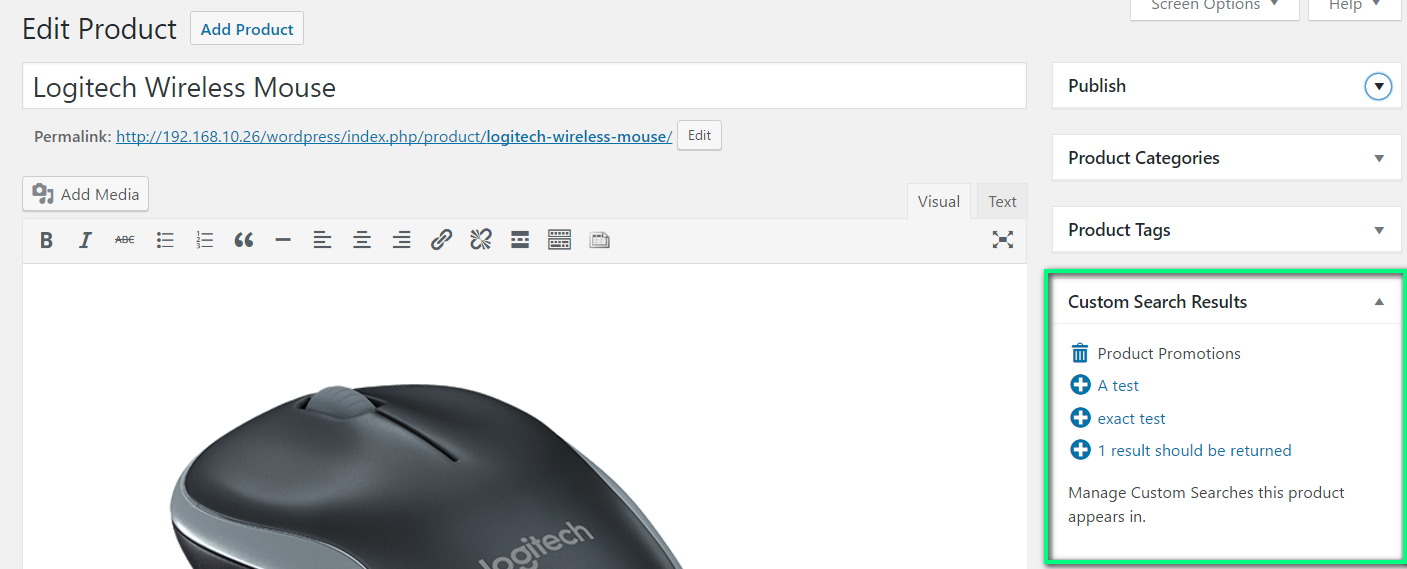 Edit Product
Add Product
Screen Options
Help
Logitech Wireless Mouse
Permalink: http://192.168.10.26/wordpress/index.php/product/logitech-wireless-mouse/ Edit
Add Media
Visual
Text
B I ABC
logitech
Publish
Product Categories
Product Tags
Custom Search Results
Product Promotions
A test
exact test
1 result should be returned
Manage Custom Searches this product
appears in.